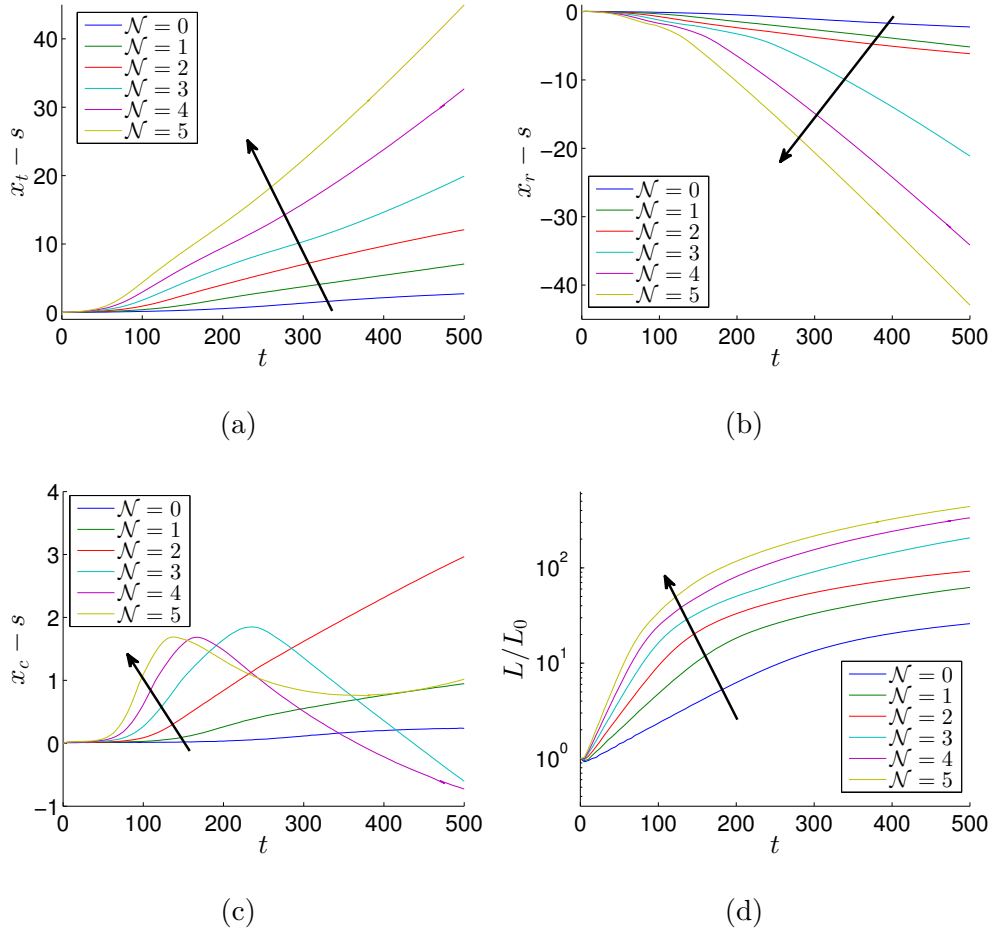 40
30
20
10
0
x_t − s
𝒩 = 0
𝒩 = 1
𝒩 = 2
𝒩 = 3
𝒩 = 4
𝒩 = 5
0 100 200 300 400 500
t
(a)
0
−10
−20
−30
−40
x_r − s
𝒩 = 0
𝒩 = 1
𝒩 = 2
𝒩 = 3
𝒩 = 4
𝒩 = 5
0 100 200 300 400 500
t
(b)
4
3
2
1
0
−1
x_c − s
𝒩 = 0
𝒩 = 1
𝒩 = 2
𝒩 = 3
𝒩 = 4
𝒩 = 5
0 100 200 300 400 500
t
(c)
10^2
10^1
10^0
L/L_0
𝒩 = 0
𝒩 = 1
𝒩 = 2
𝒩 = 3
𝒩 = 4
𝒩 = 5
0 100 200 300 400 500
t
(d)